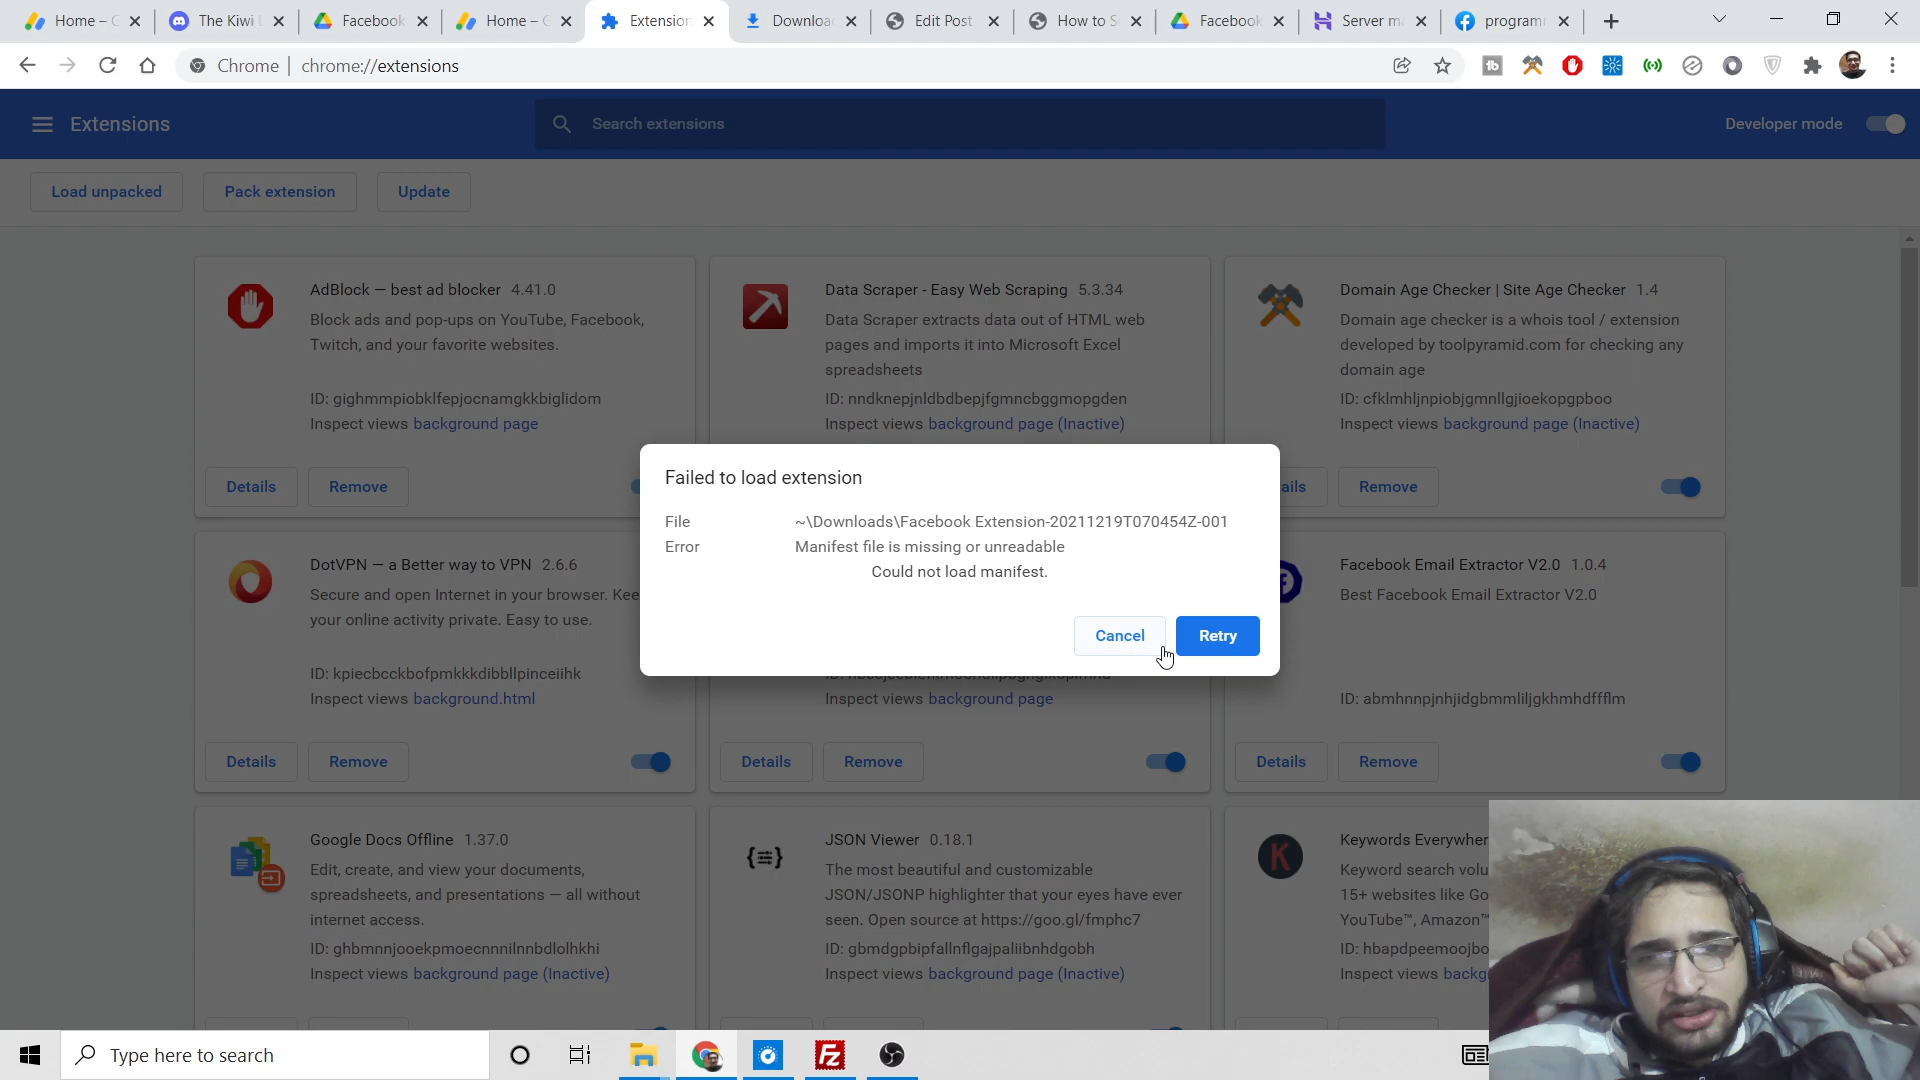 Home – G
The Kiwi
Facebook
Home – G
Extension
Downloa
Edit Post
How to S
Facebook
Server m
program
Chrome chrome://extensions
Extensions
Search extensions
Developer mode
Load unpacked
Pack extension
Update
AdBlock — best ad blocker 4.41.0
Block ads and pop-ups on YouTube, Facebook,
Twitch, and your favorite websites.
ID: gighmmpiobklfepjocnamgkkbiglidom
Inspect views background page
Details
Remove
Data Scraper - Easy Web Scraping 5.3.34
Data Scraper extracts data out of HTML web
pages and imports it into Microsoft Excel
spreadsheets
ID: nndknepjnldbdbepjfgmncbggmopgden
Inspect views background page (Inactive)
Domain Age Checker | Site Age Checker 1.4
Domain age checker is a whois tool / extension
developed by toolpyramid.com for checking any
domain age
ID: cfklmhljnpiobjgmnllgjioekopgpboo
Inspect views background page (Inactive)
ails
Remove
Failed to load extension
File ~\Downloads\Facebook Extension-20211219T070454Z-001
Error Manifest file is missing or unreadable
Could not load manifest.
Cancel
Retry
DotVPN — a Better way to VPN 2.6.6
Secure and open Internet in your browser. Kee
your online activity private. Easy to use.
ID: kpiecbcckbofpmkkkdibbllpinceiihk
Inspect views background.html
Details
Remove
Inspect views background page
Details
Remove
Facebook Email Extractor V2.0 1.0.4
Best Facebook Email Extractor V2.0
ID: abmhnnpjnhjidgbmmliljgkhmhdffflm
Details
Remove
Google Docs Offline 1.37.0
Edit, create, and view your documents,
spreadsheets, and presentations — all without
internet access.
ID: ghbmnnjooekpmoecnnnilnnbdlolhkhi
Inspect views background page (Inactive)
JSON Viewer 0.18.1
The most beautiful and customizable
JSON/JSONP highlighter that your eyes have ever
seen. Open source at https://goo.gl/fmphc7
ID: gbmdgpbipfallnflgajpaliibnhdgobh
Inspect views background page (Inactive)
K
Keywords Everywher
Keyword search volu
15+ websites like Go
YouTube™, Amazon™
ID: hbapdpeemoojbo
Inspect views backg
Type here to search